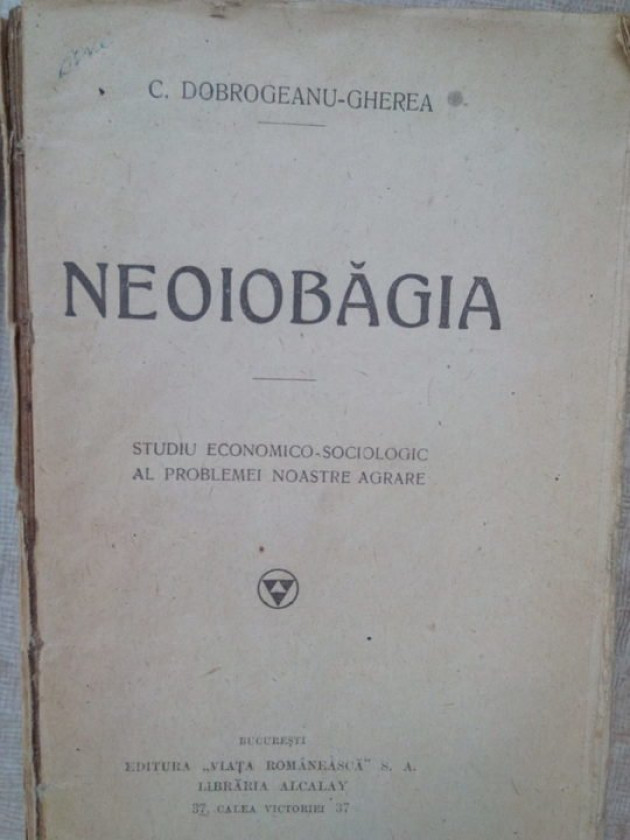 C. DOBROGEANU-GHEREA
NEOIOBĂGIA
STUDIU ECONOMICO-SOCIOLOGIC
AL PROBLEMEI NOASTRE AGRARE
BUCUREŞTI
EDITURA „VIAŢA ROMÂNEASCĂ“ S. A.
LIBRĂRIA ALCALAY
37, CALEA VICTORIEI 37